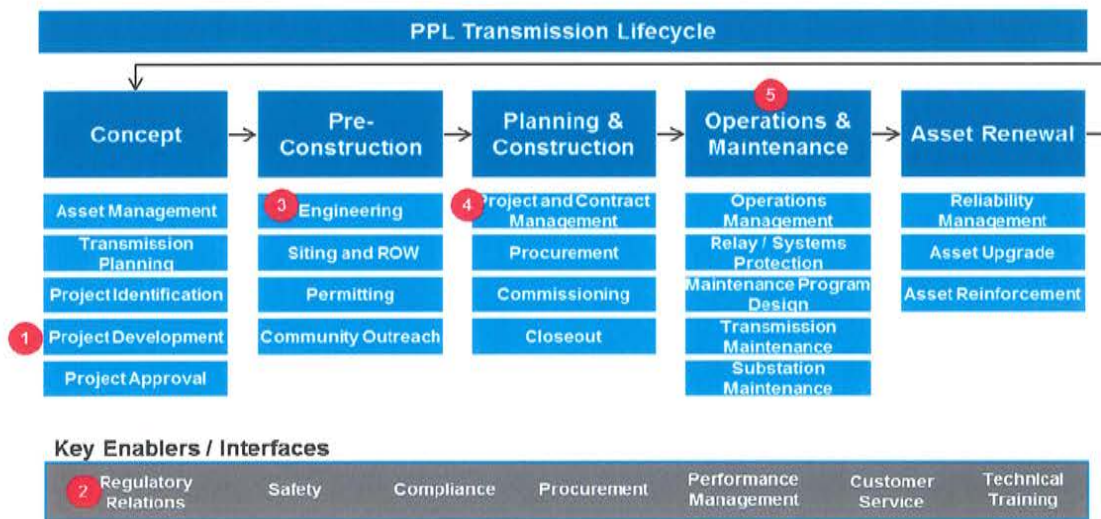 PPL Transmission Lifecycle
Concept
Pre-
Construction
Planning &
Construction
5
Operations &
Maintenance
Asset Renewal
Asset Management
Transmission
Planning
Project Identification
1
Project Development
Project Approval
3
Engineering
Siting and ROW
Permitting
Community Outreach
4
Project and Contract
Management
Procurement
Commissioning
Closeout
Operations
Management
Relay / Systems
Protection
Maintenance Program
Design
Transmission
Maintenance
Substation
Maintenance
Reliability
Management
Asset Upgrade
Asset Reinforcement
Key Enablers / Interfaces
2
Regulatory
Relations
Safety
Compliance
Procurement
Performance
Management
Customer
Service
Technical
Training